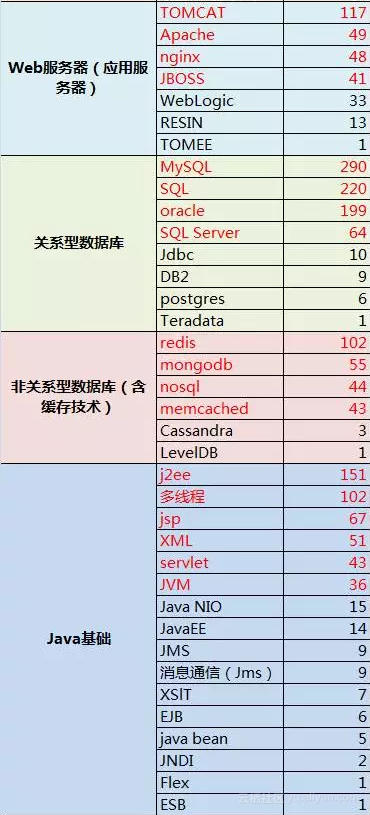 Web服务器（应用服务器）
TOMCAT 117
Apache 49
nginx 48
JBOSS 41
WebLogic 33
RESIN 13
TOMEE 1
关系型数据库
MySQL 290
SQL 220
oracle 199
SQL Server 64
Jdbc 10
DB2 9
postgres 6
Teradata 1
非关系型数据库（含缓存技术）
redis 102
mongodb 55
nosql 44
memcached 43
Cassandra 3
LevelDB 1
Java基础
j2ee 151
多线程 102
jsp 67
XML 51
servlet 43
JVM 36
Java NIO 15
JavaEE 14
JMS 9
消息通信（Jms） 9
XSlT 7
EJB 6
java bean 5
JNDI 2
Flex 1
ESB 1